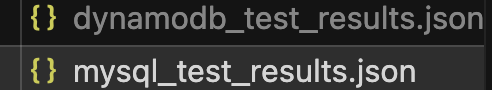 {} dynamodb_test_results.json
{} mysql_test_results.json